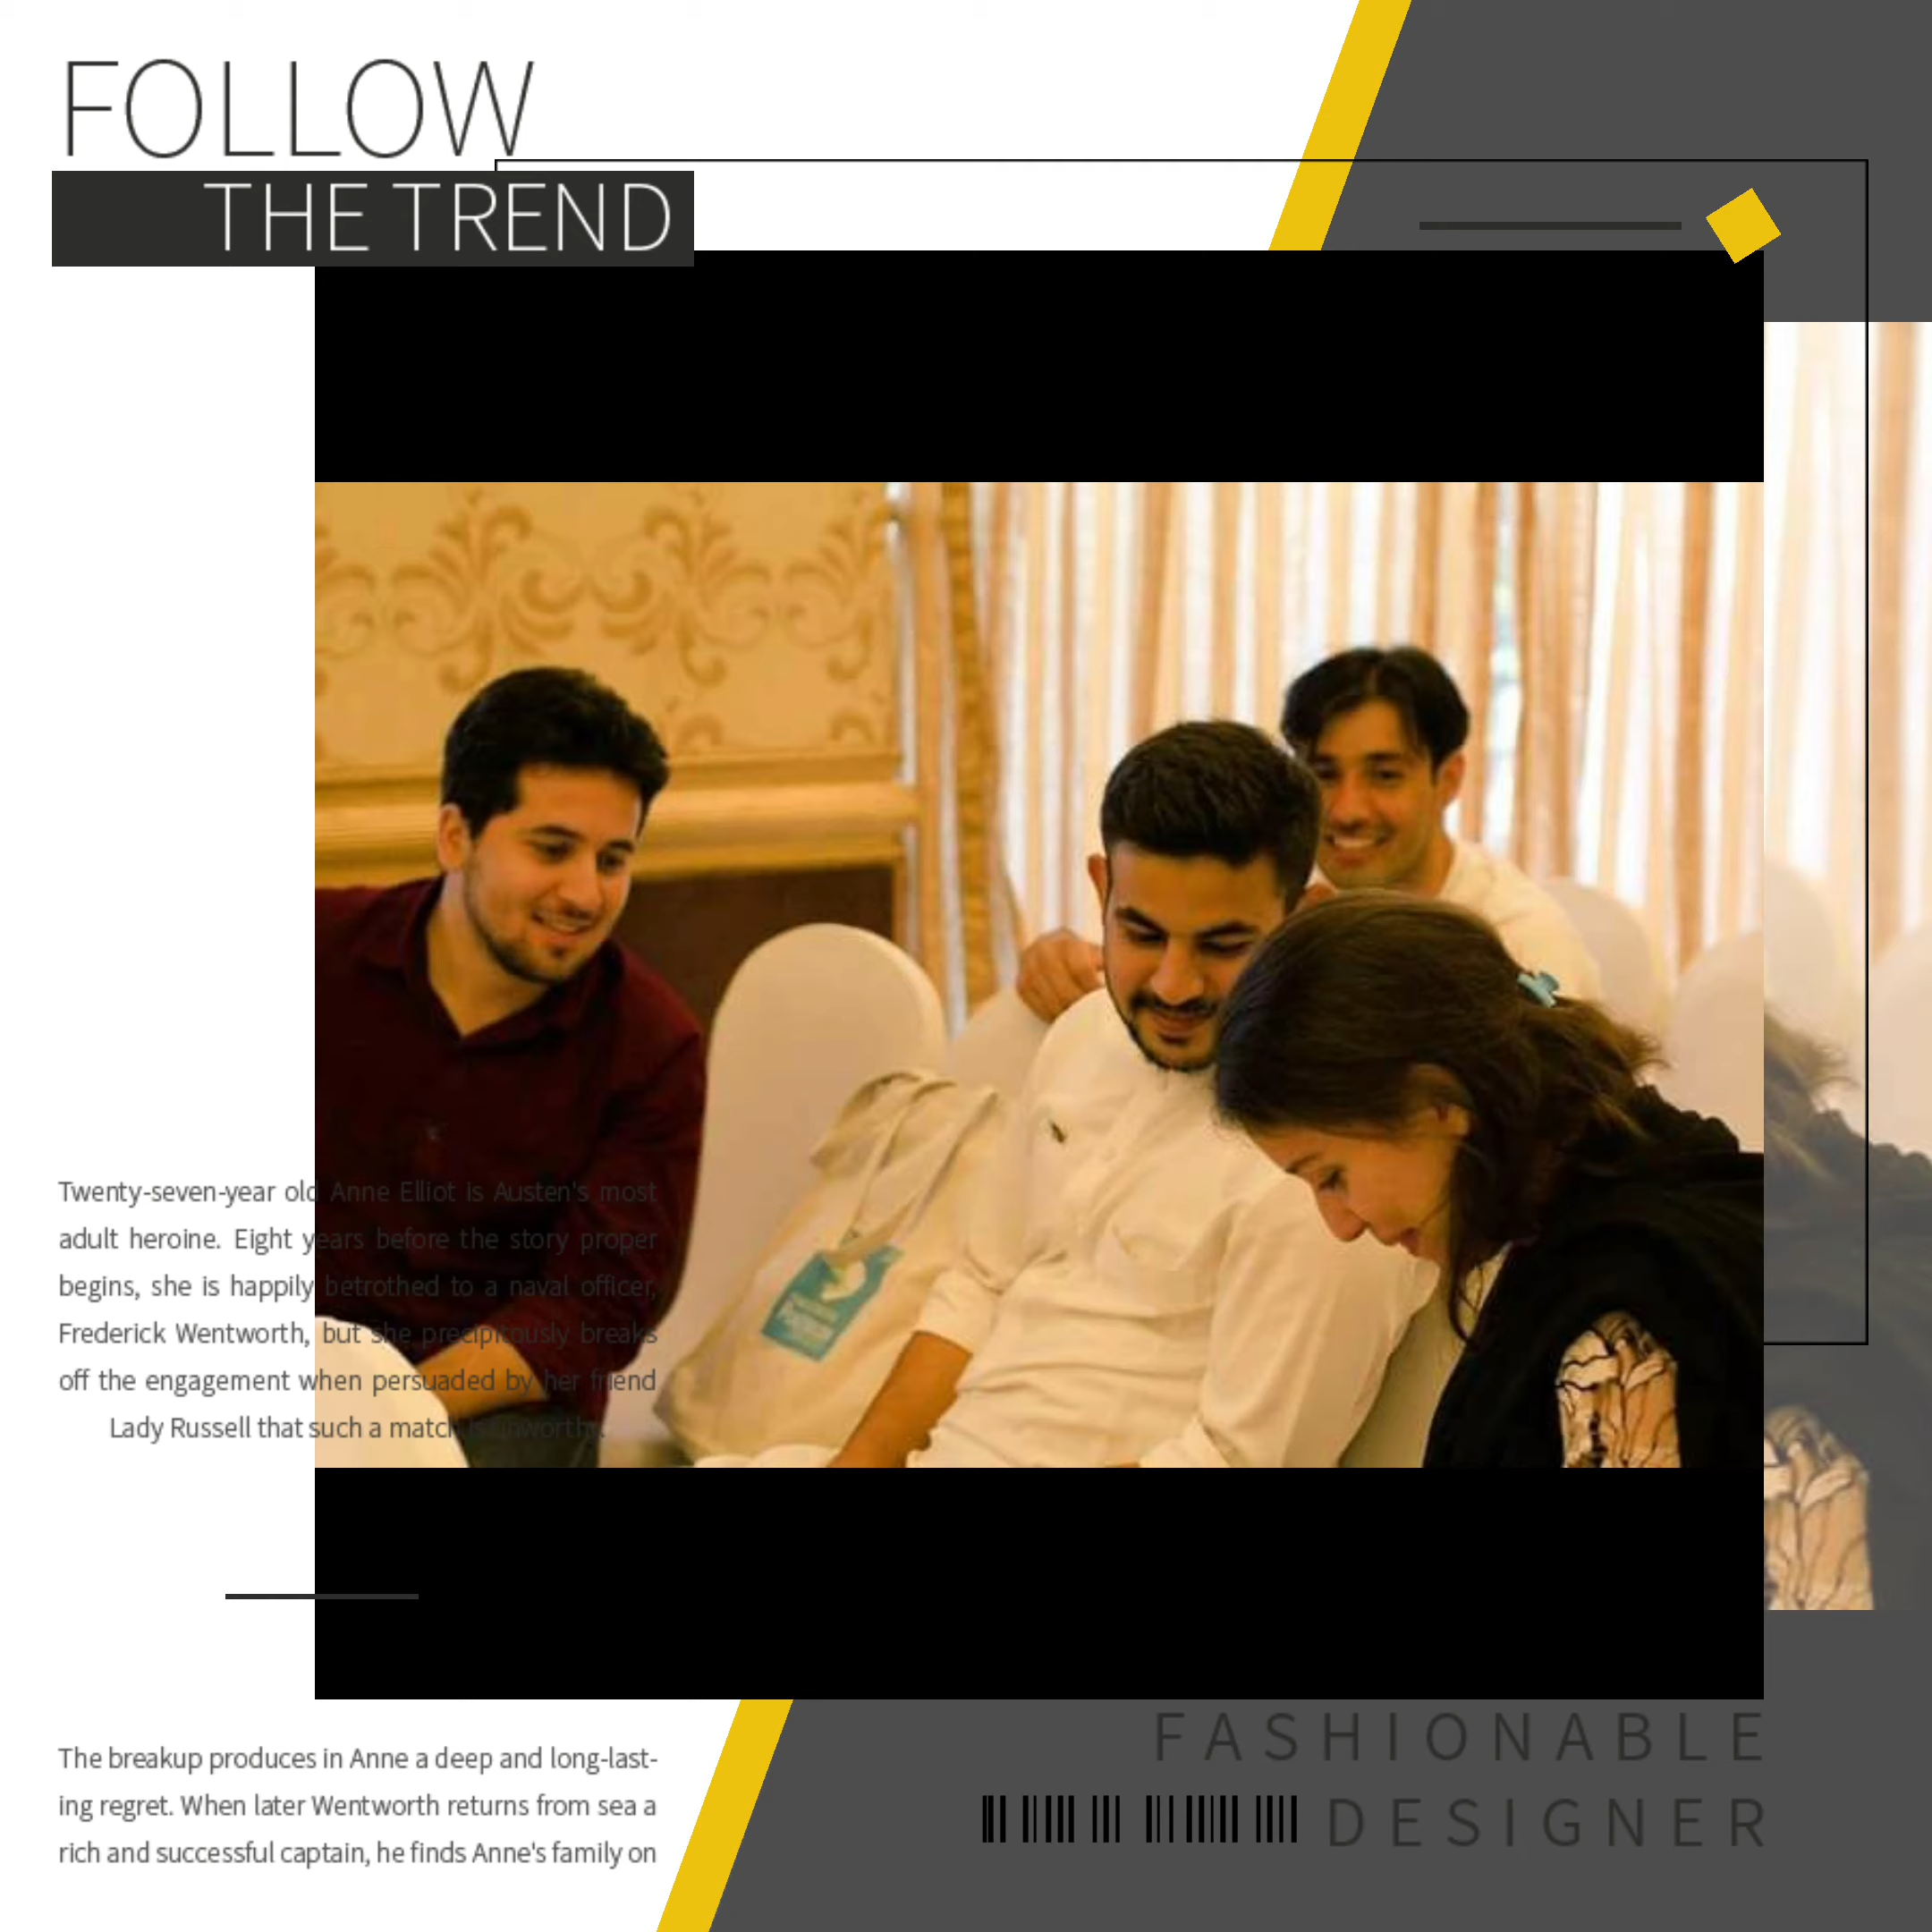 FOLLOW
THE TREND
Twenty-seven-year old Anne Elliot is Austen's most
adult heroine. Eight years before the story proper
begins, she is happily betrothed to a naval officer,
Frederick Wentworth, but she precipitously breaks
off the engagement when persuaded by her friend
Lady Russell that such a match is unworthy.
The breakup produces in Anne a deep and long-last-
ing regret. When later Wentworth returns from sea a
rich and successful captain, he finds Anne's family on
FASHIONABLE
DESIGNER